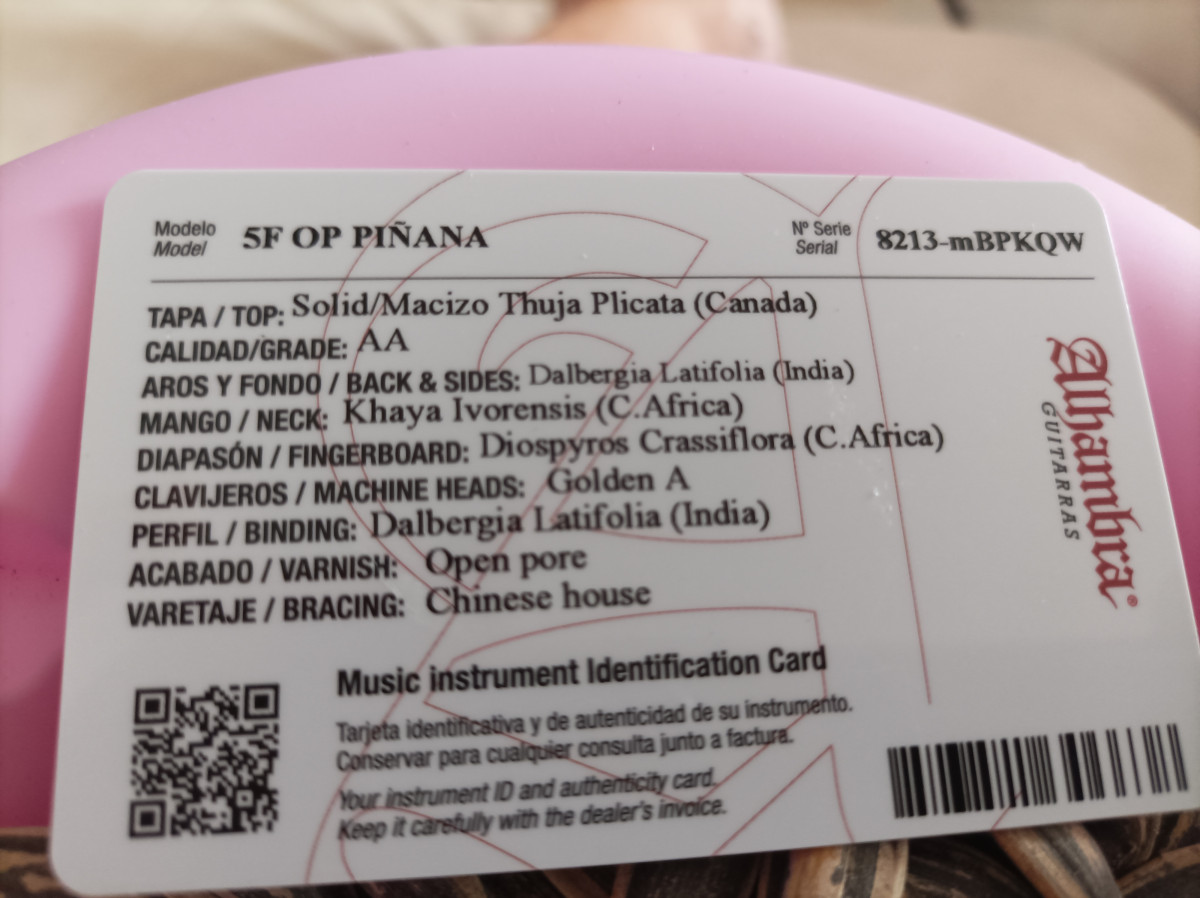 Modelo
Model
5F OP PIÑANA
Nº Serie
Serial
8213-mBPKQW
TAPA / TOP: Solid/Macizo Thuja Plicata (Canada)
CALIDAD/GRADE: AA
AROS Y FONDO / BACK & SIDES: Dalbergia Latifolia (India)
MANGO / NECK: Khaya Ivorensis (C.Africa)
DIAPASÓN / FINGERBOARD: Diospyros Crassiflora (C.Africa)
CLAVIJEROS / MACHINE HEADS: Golden A
PERFIL / BINDING: Dalbergia Latifolia (India)
ACABADO / VARNISH: Open pore
VARETAJE / BRACING: Chinese house
Alhambra®
GUITARRAS
Music instrument Identification Card
Tarjeta identificativa y de autenticidad de su instrumento.
Conservar para cualquier consulta junto a factura.
Your instrument ID and authenticity card.
Keep it carefully with the dealer's invoice.